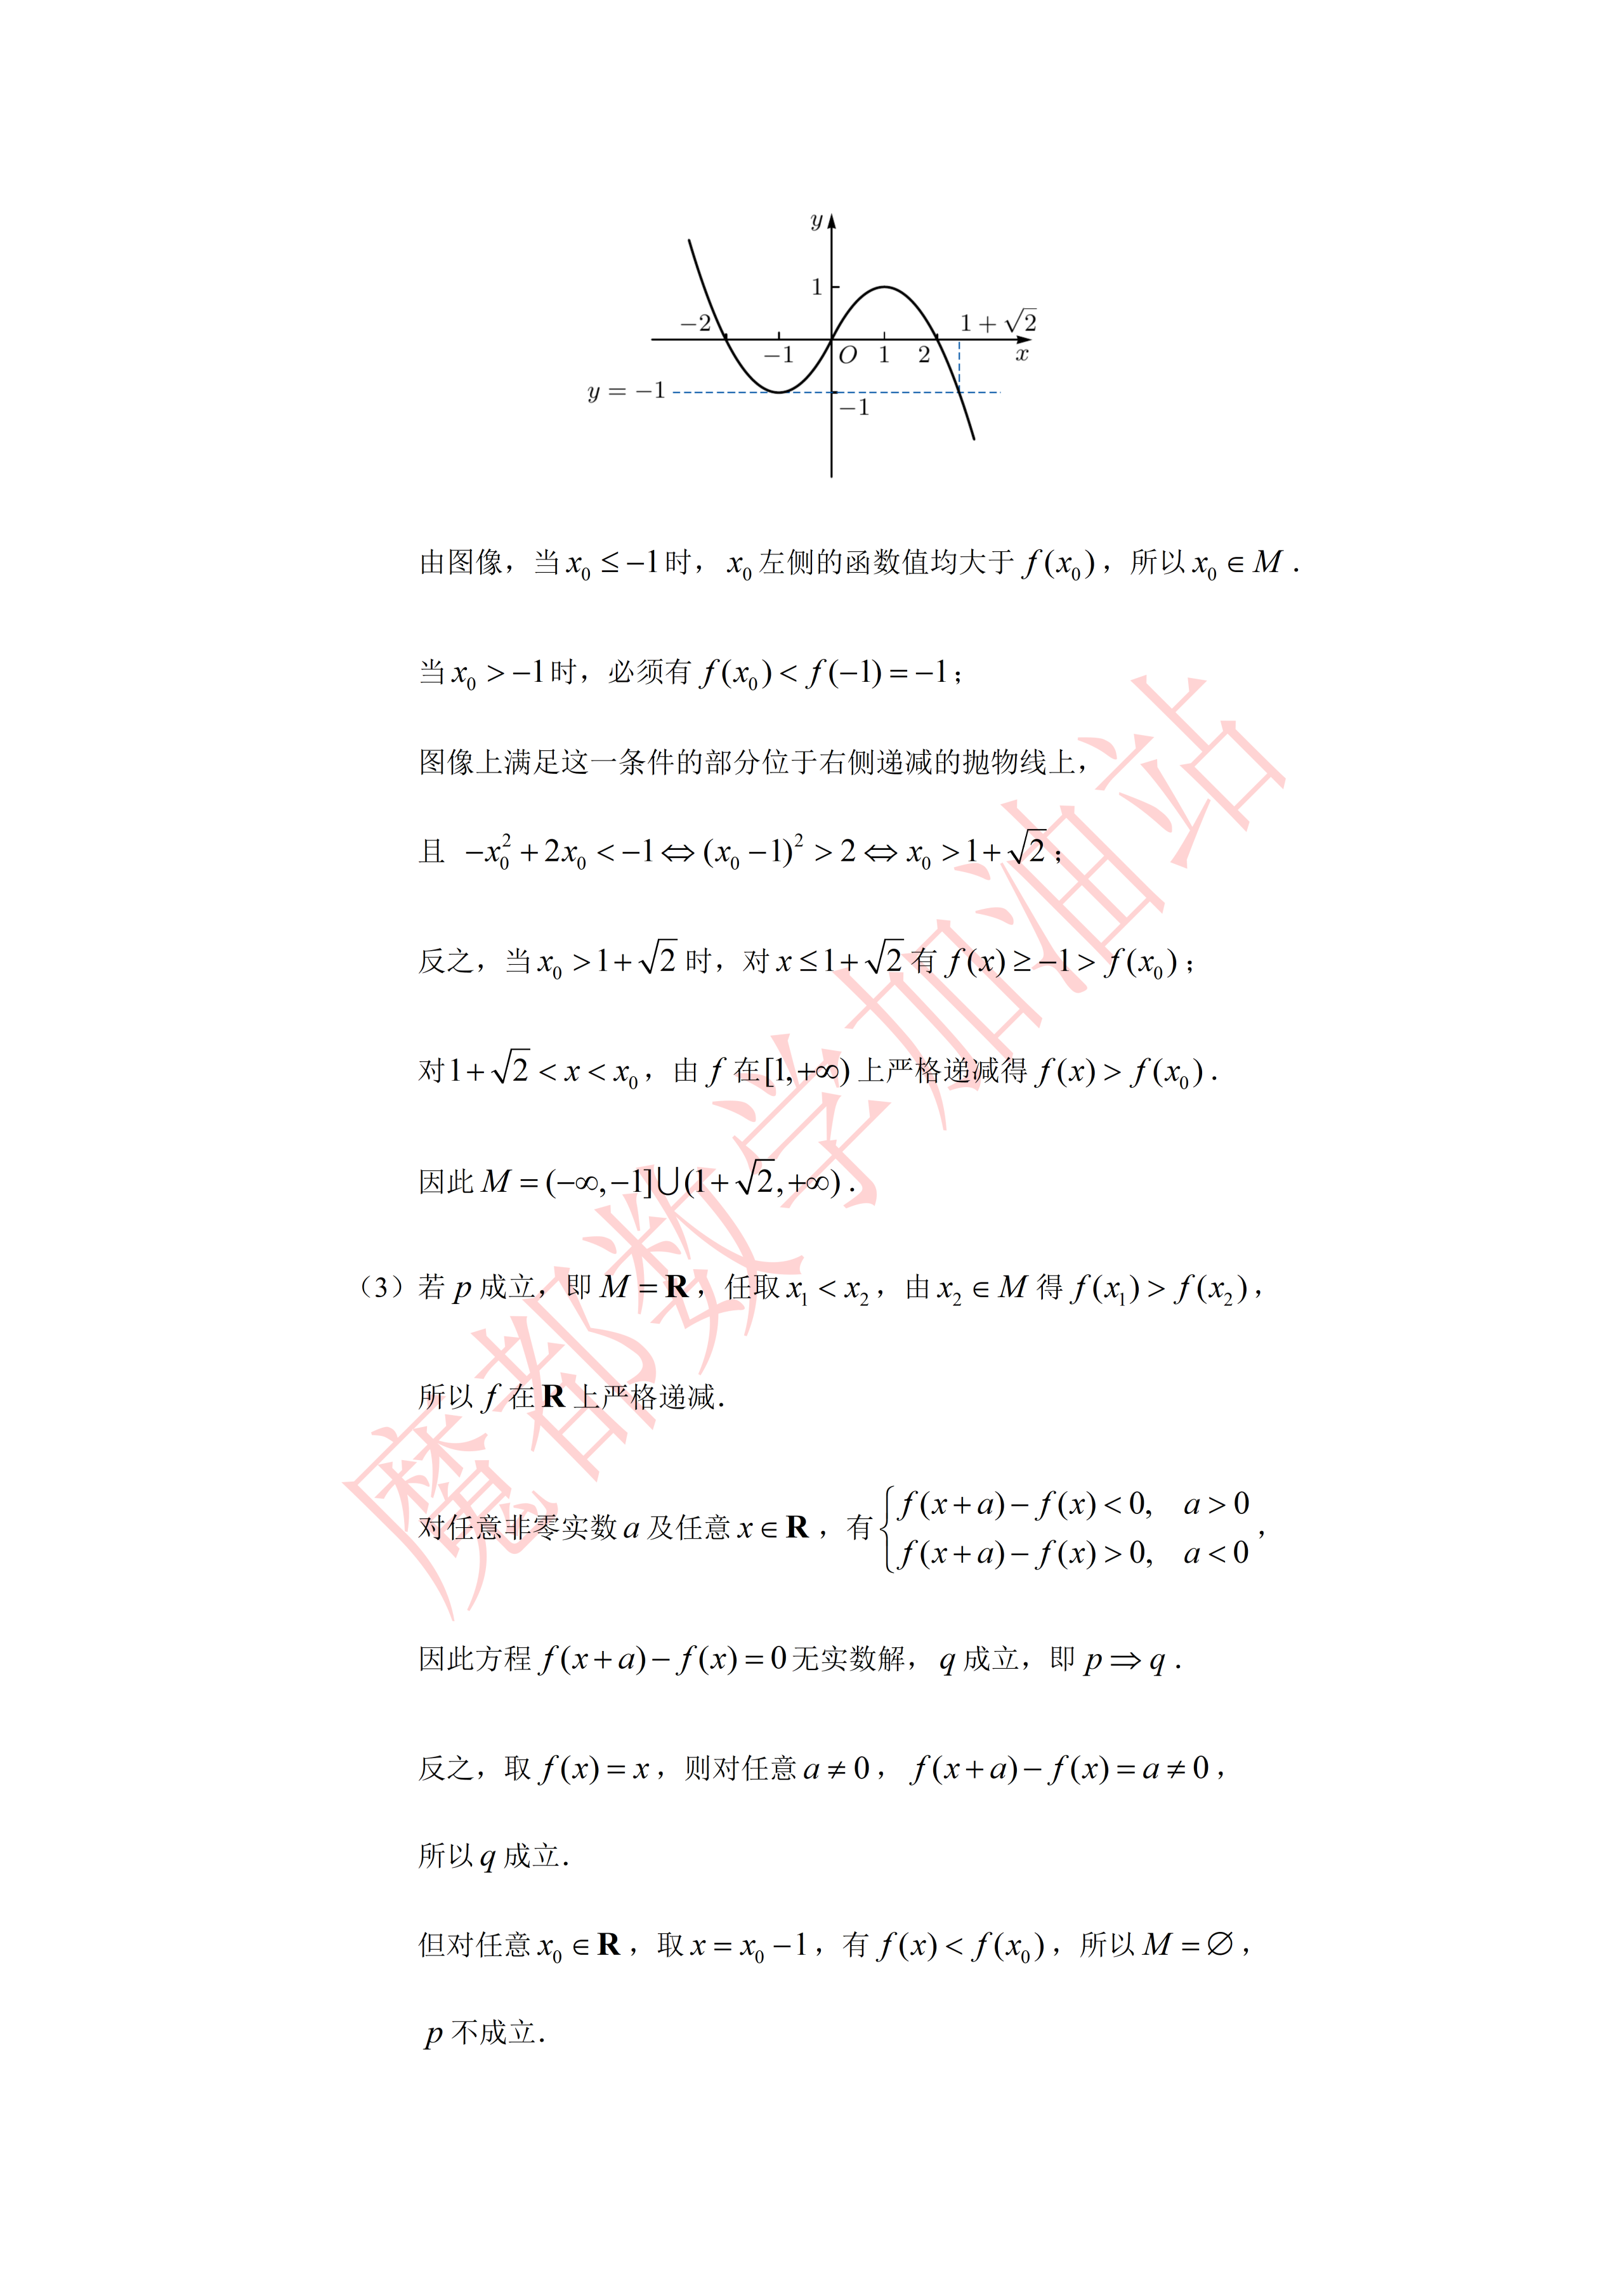 y
1
−2
1 + √2
−1
O
1
2
x
y = −1
−1
由图像，当 x₀ ≤ −1 时， x₀ 左侧的函数值均大于 f(x₀)，所以 x₀ ∈ M．
当 x₀ > −1 时，必须有 f(x₀) < f(−1) = −1；
图像上满足这一条件的部分位于右侧递减的抛物线上，
且 −x₀² + 2x₀ < −1 ⇔ (x₀ − 1)² > 2 ⇔ x₀ > 1 + √2；
反之，当 x₀ > 1 + √2 时，对 x ≤ 1 + √2 有 f(x) ≥ −1 > f(x₀)；
对 1 + √2 < x < x₀，由 f 在 [1, +∞) 上严格递减得 f(x) > f(x₀)．
因此 M = (−∞, −1]⋃(1 + √2, +∞)．
（3）若 p 成立，即 M = R，任取 x₁ < x₂，由 x₂ ∈ M 得 f(x₁) > f(x₂)，
所以 f 在 R 上严格递减．
对任意非零实数 a 及任意 x ∈ R，有 { f(x + a) − f(x) < 0, a > 0
f(x + a) − f(x) > 0, a < 0，
因此方程 f(x + a) − f(x) = 0 无实数解， q 成立，即 p ⇒ q．
反之，取 f(x) = x，则对任意 a ≠ 0， f(x + a) − f(x) = a ≠ 0，
所以 q 成立．
但对任意 x₀ ∈ R，取 x = x₀ − 1，有 f(x) < f(x₀)，所以 M = ∅，
p 不成立．
魔都数学加油站